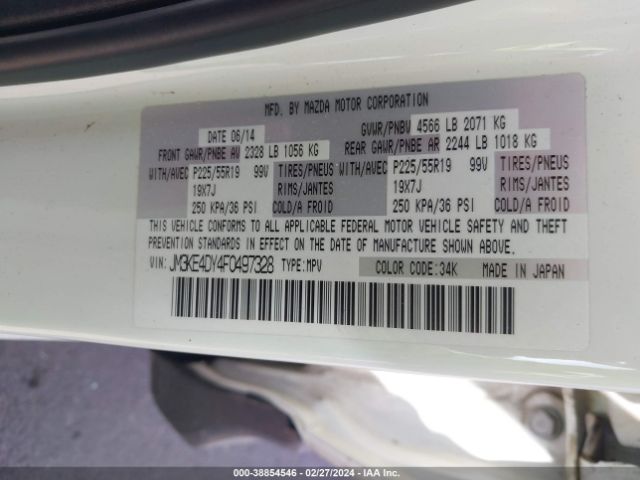 MFD. BY MAZDA MOTOR CORPORATION
DATE 06/14 GVWR/PNBV 4566 LB 2071 KG
FRONT GAWR/PNBE AV 2328 LB 1056 KG REAR GAWR/PNBE AR 2244 LB 1018 KG
WITH/AVEC P225/55R19 99V TIRES/PNEUS WITH/AVEC P225/55R19 99V TIRES/PNEUS
19X7J RIMS/JANTES 19X7J RIMS/JANTES
250 KPA/36 PSI COLD/A FROID 250 KPA/36 PSI COLD/A FROID
THIS VEHICLE CONFORMS TO ALL APPLICABLE FEDERAL MOTOR VEHICLE SAFETY AND THEFT
PREVENTION STANDARDS IN EFFECT ON THE DATE OF MANUFACTURE SHOWN ABOVE.
VIN: JM3KE4DY4F0497328 TYPE:MPV COLOR CODE:34K MADE IN JAPAN
000-38854546 - 02/27/2024 - IAA Inc.